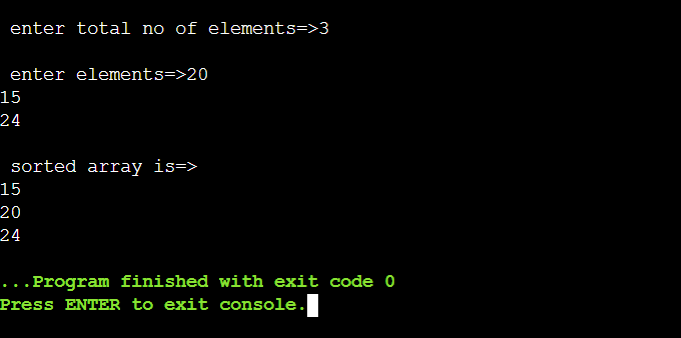 enter total no of elements=>3
enter elements=>20
15
24
sorted array is=>
15
20
24
...Program finished with exit code 0
Press ENTER to exit console.